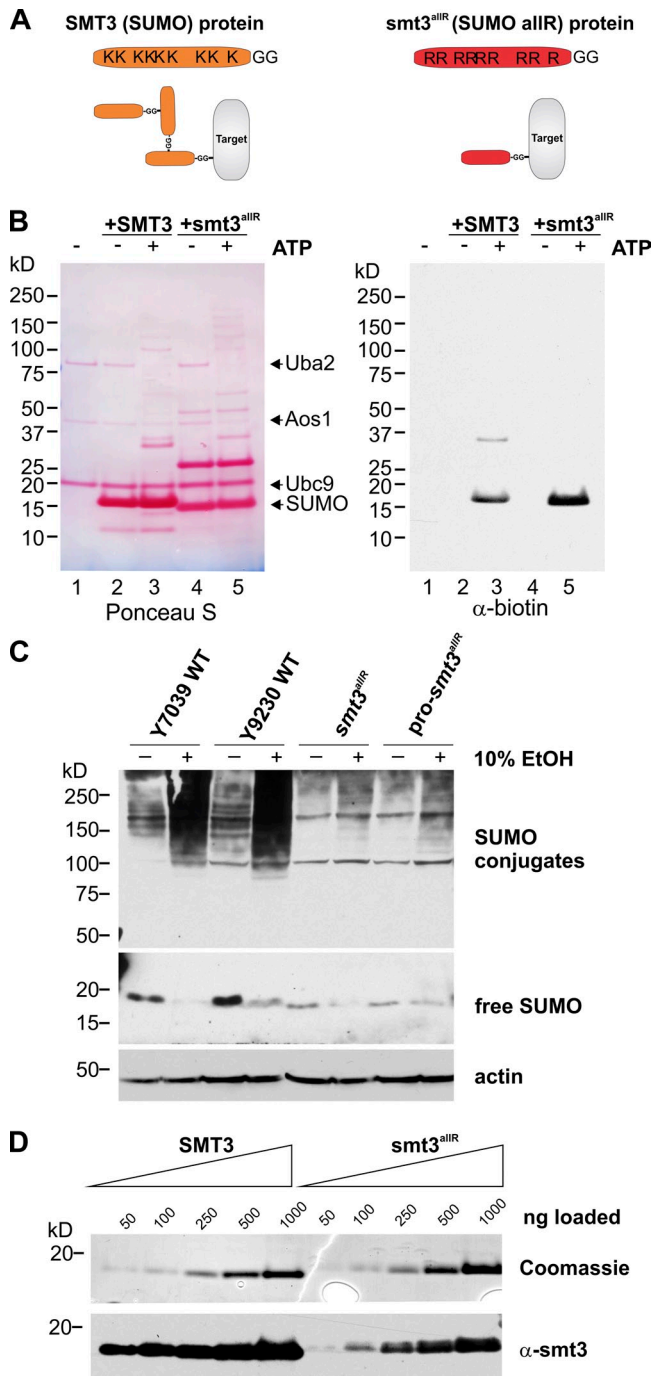 A
SMT3 (SUMO) protein
smt3allR (SUMO allR) protein
KK KKKK KK K GG
RR RRRR RR R GG
-GG-
-GG-
-GG-
Target
-GG-
Target
B
+SMT3 +smt3allR
- - + - + ATP
kD
250
150
100
75
50
37
25
20
15
10
Uba2
Aos1
Ubc9
SUMO
1 2 3 4 5
Ponceau S
+SMT3 +smt3allR
- - + - + ATP
kD
250
150
100
75
50
37
25
20
15
10
1 2 3 4 5
α-biotin
C
Y7039 WT
Y9230 WT
smt3allR
pro-smt3allR
– + – + – + – + 10% EtOH
kD
250
150
100
75
50
SUMO
conjugates
20
15
free SUMO
50
actin
D
SMT3 smt3allR
50 100 250 500 1000 50 100 250 500 1000 ng loaded
kD
20
Coomassie
20
α-smt3